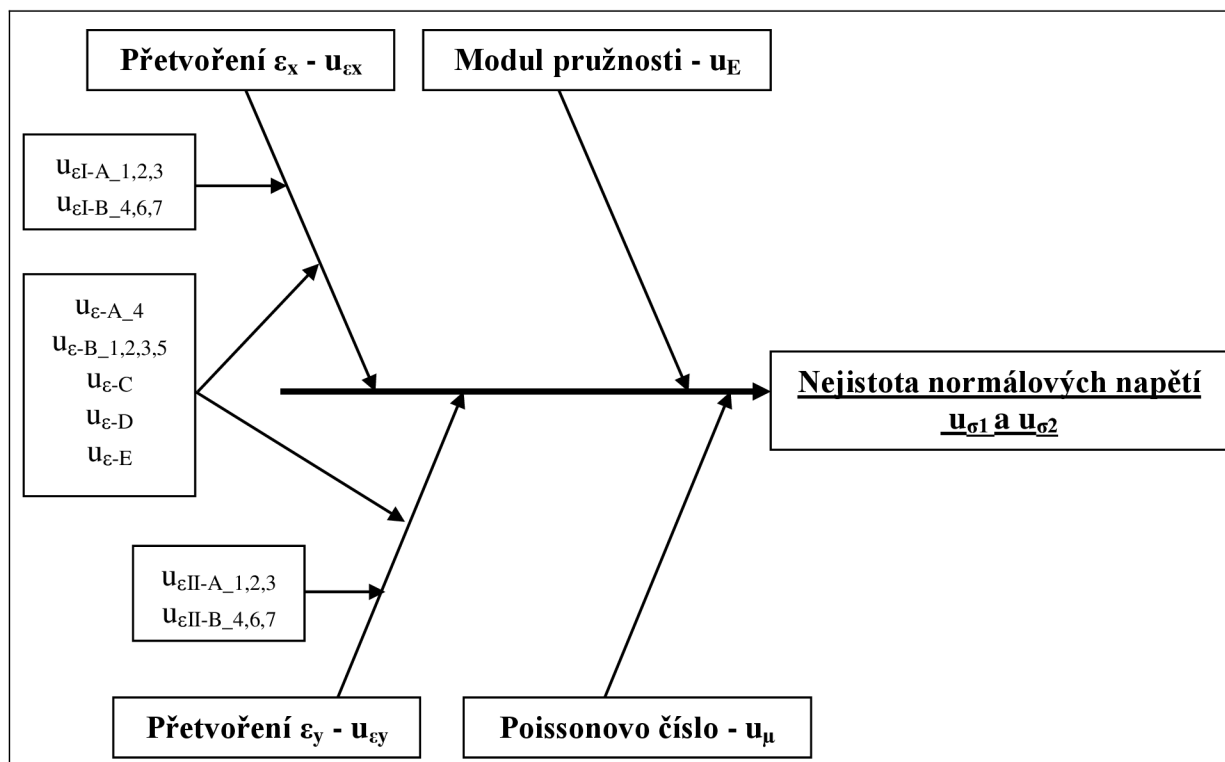 Přetvoření εx - uεx
Modul pružnosti - uE
uεI-A_1,2,3
uεI-B_4,6,7
uε-A_4
uε-B_1,2,3,5
uε-C
uε-D
uε-E
Nejistota normálových napětí
uσ1 a uσ2
uεII-A_1,2,3
uεII-B_4,6,7
Přetvoření εy - uεy
Poissonovo číslo - uμ